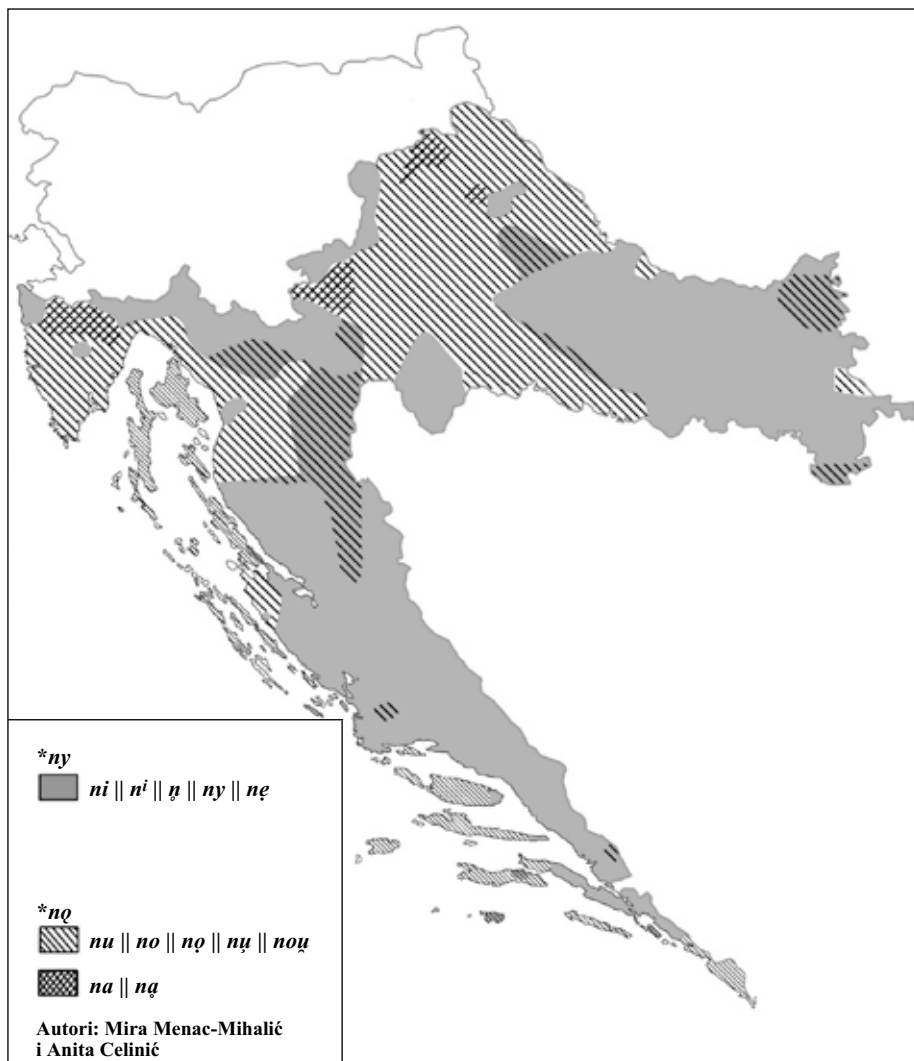 *ny
ni || nⁱ || n̥ || ny || nẹ
*nǫ
nu || no || nọ || nụ || nou̯
na || nḁ
Autori: Mira Menac-Mihalić
i Anita Celinić